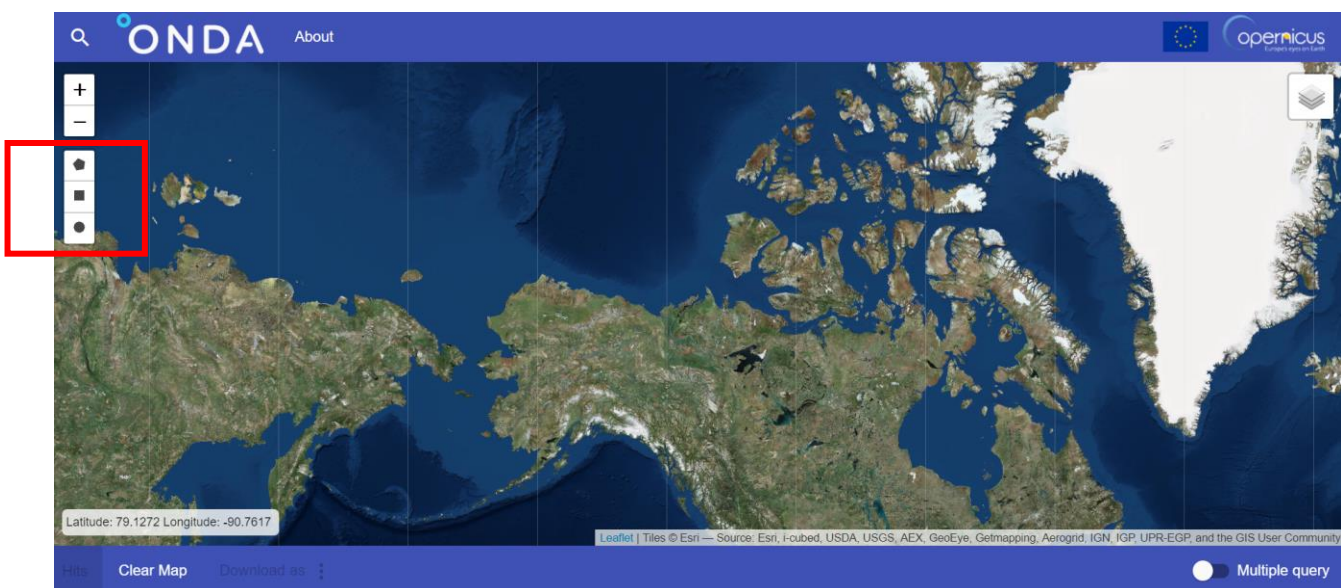 ONDA About opernicus
Europe's eyes on Earth
+
−
Latitude: 79.1272 Longitude: -90.7617
Leaflet | Tiles © Esri — Source: Esri, i-cubed, USDA, USGS, AEX, GeoEye, Getmapping, Aerogrid, IGN, IGP, UPR-EGP, and the GIS User Community
Hits Clear Map Download as Multiple query